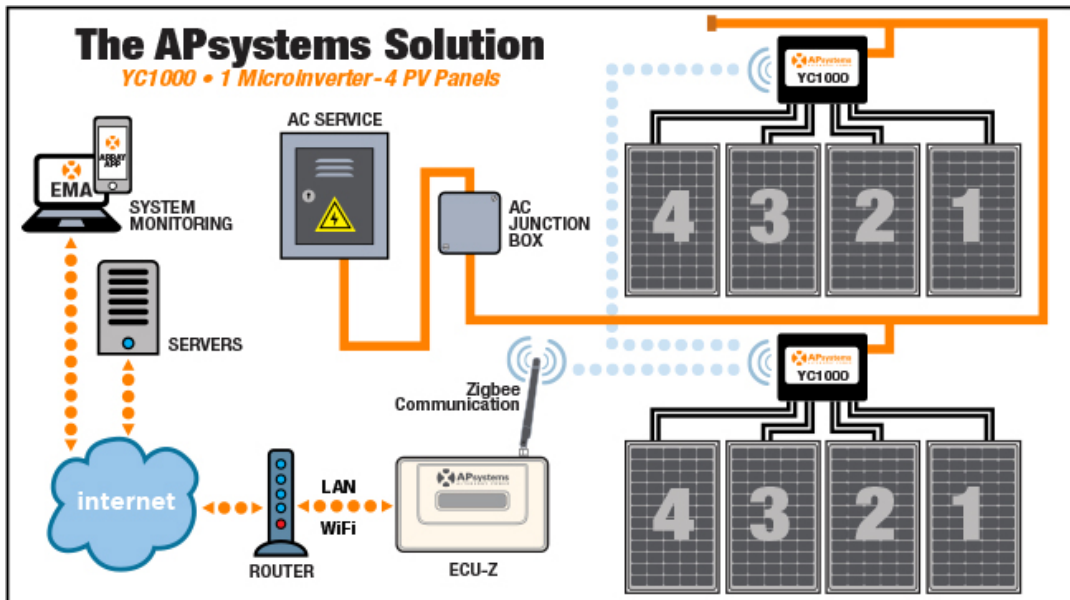 The APsystems Solution
YC1000 • 1 Microinverter - 4 PV Panels
AC SERVICE
APsystems
YC1000
ARRAY
APP
EMA
SYSTEM
MONITORING
AC
JUNCTION
BOX
4 3 2 1
SERVERS
Zigbee
Communication
APsystems
YC1000
internet
LAN
WiFi
ROUTER
APsystems
ECU-Z
4 3 2 1